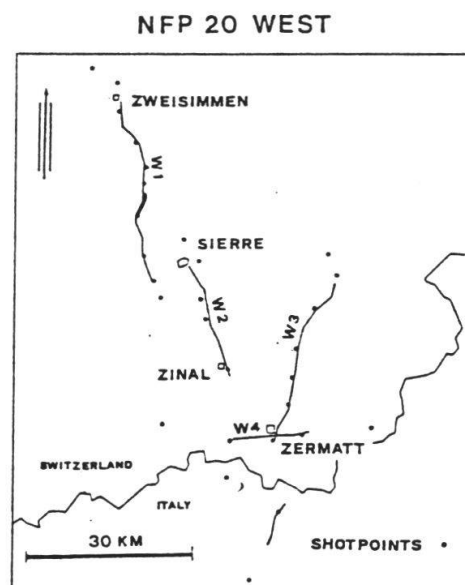 NFP 20 WEST
ZWEISIMMEN
W1
SIERRE
W2
W3
ZINAL
W4
ZERMATT
SWITZERLAND
ITALY
30 KM
SHOTPOINTS